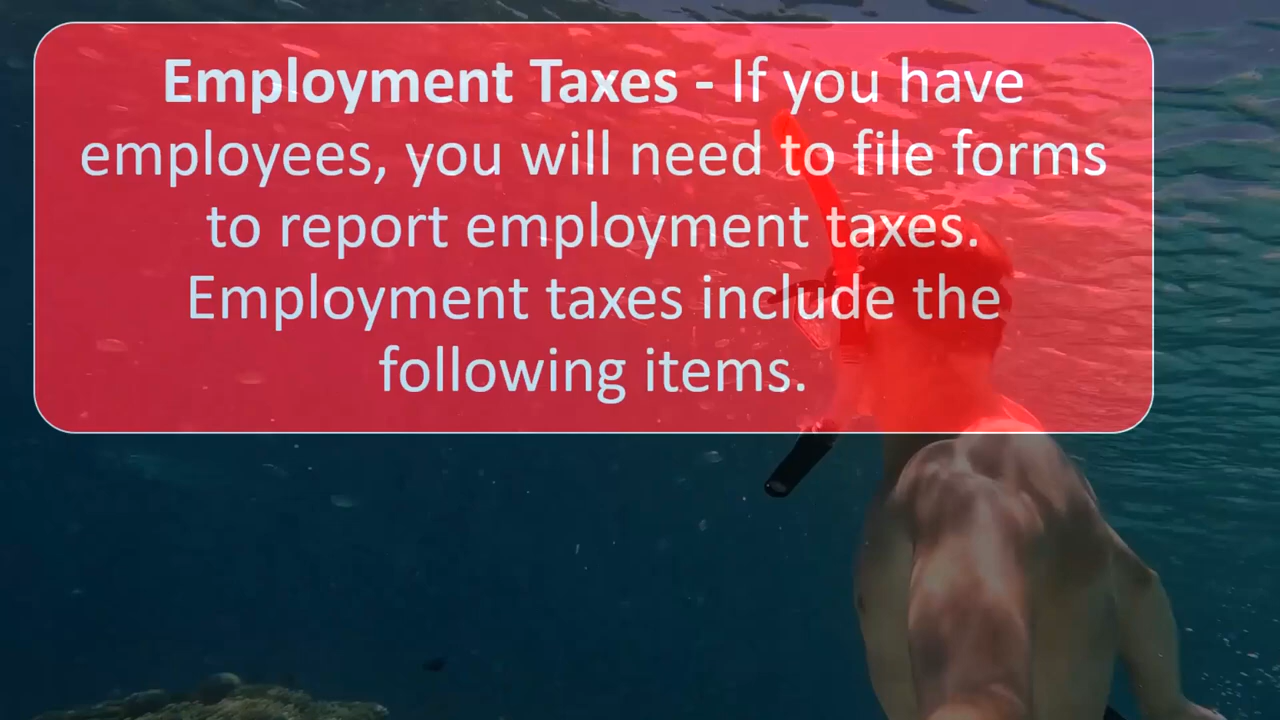 Employment Taxes - If you have
employees, you will need to file forms
to report employment taxes.
Employment taxes include the
following items.